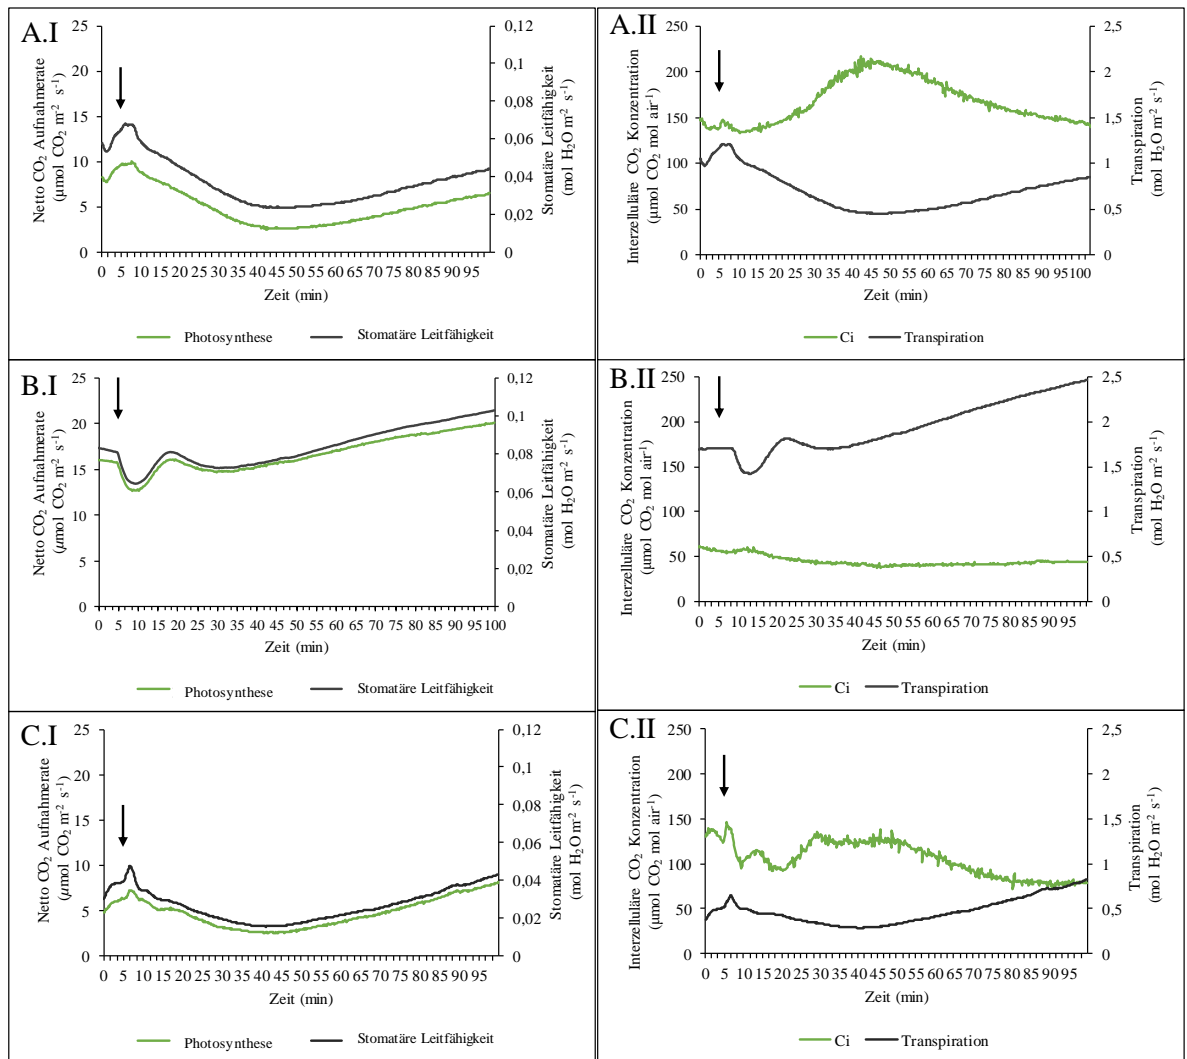 A.I
Netto CO2 Aufnahmerate
(µmol CO2 m-2 s-1)
25
20
15
10
5
0
0,12
0,1
0,08
0,06
0,04
0,02
0
Stomatäre Leitfähigkeit
(mol H2O m-2 s-1)
0 5 10 15 20 25 30 35 40 45 50 55 60 65 70 75 80 85 90 95
Zeit (min)
Photosynthese Stomatäre Leitfähigkeit
A.II
Interzelluläre CO2 Konzentration
(µmol CO2 mol air-1)
250
200
150
100
50
0
2,5
2
1,5
1
0,5
0
Transpiration
(mol H2O m-2 s-1)
0 5 10 15 20 25 30 35 40 45 50 55 60 65 70 75 80 85 90 95 100
Zeit (min)
Ci Transpiration
B.I
Netto CO2 Aufnahmerate
(µmol CO2 m-2 s-1)
25
20
15
10
5
0
0,12
0,1
0,08
0,06
0,04
0,02
0
Stomatäre Leitfähigkeit
(mol H2O m-2 s-1)
0 5 10 15 20 25 30 35 40 45 50 55 60 65 70 75 80 85 90 95 100
Zeit (min)
Photosynthese Stomatäre Leitfähigkeit
B.II
Interzelluläre CO2 Konzentration
(µmol CO2 mol air-1)
250
200
150
100
50
0
2,5
2
1,5
1
0,5
0
Transpiration
(mol H2O m-2 s-1)
0 5 10 15 20 25 30 35 40 45 50 55 60 65 70 75 80 85 90 95
Zeit (min)
Ci Transpiration
C.I
Netto CO2 Aufnahmerate
(µmol CO2 m-2 s-1)
25
20
15
10
5
0
0,12
0,1
0,08
0,06
0,04
0,02
0
Stomatäre Leitfähigkeit
(mol H2O m-2 s-1)
0 5 10 15 20 25 30 35 40 45 50 55 60 65 70 75 80 85 90 95
Zeit (min)
Photosynthese Stomatäre Leitfähigkeit
C.II
Interzelluläre CO2 Konzentration
(µmol CO2 mol air-1)
250
200
150
100
50
0
2,5
2
1,5
1
0,5
0
Transpiration
(mol H2O m-2 s-1)
0 5 10 15 20 25 30 35 40 45 50 55 60 65 70 75 80 85 90 95
Zeit (min)
Ci Transpiration